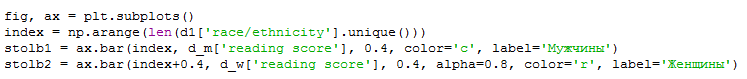 fig, ax = plt.subplots()
index = np.arange(len(d1['race/ethnicity'].unique()))
stolb1 = ax.bar(index, d_m['reading score'], 0.4, color='c', label='Мужчины')
stolb2 = ax.bar(index+0.4, d_w['reading score'], 0.4, alpha=0.8, color='r', label='Женщины')